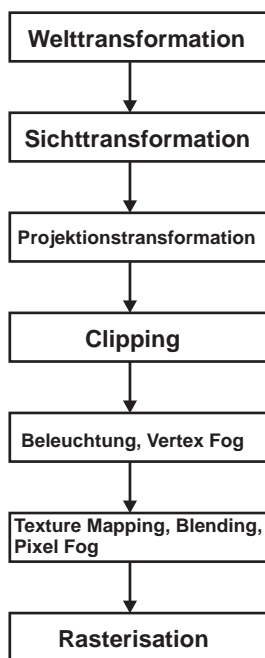 Welttransformation
Sichttransformation
Projektionstransformation
Clipping
Beleuchtung, Vertex Fog
Texture Mapping, Blending,
Pixel Fog
Rasterisation